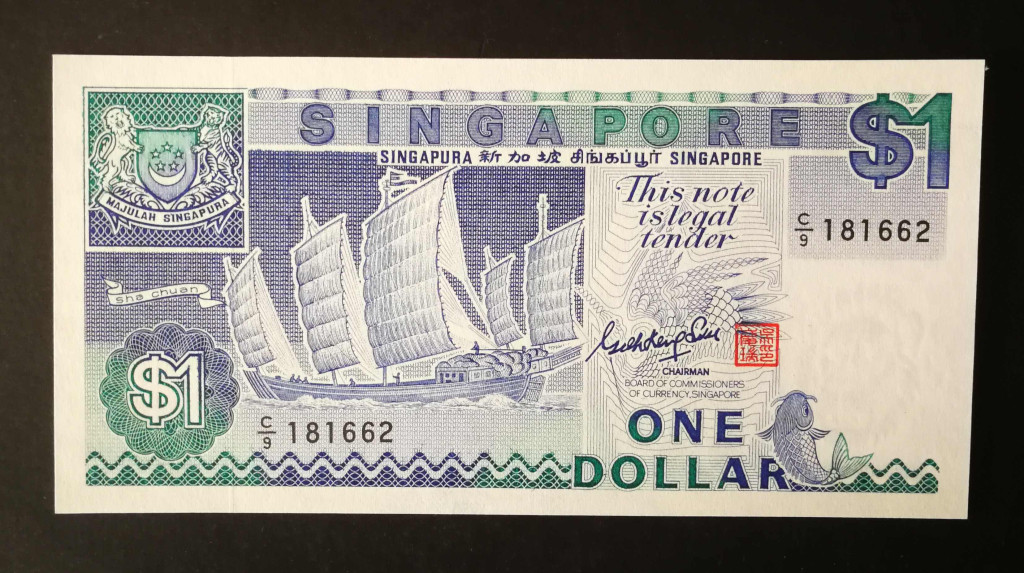 SINGAPORE
$1
SINGAPURA 新加坡 சிங்கப்பூர் SINGAPORE
MAJULAH SINGAPURA
This note
is legal
tender
C/9 181662
sha chuan
$1
CHAIRMAN
BOARD OF COMMISSIONERS
OF CURRENCY, SINGAPORE
C/9 181662
ONE
DOLLAR